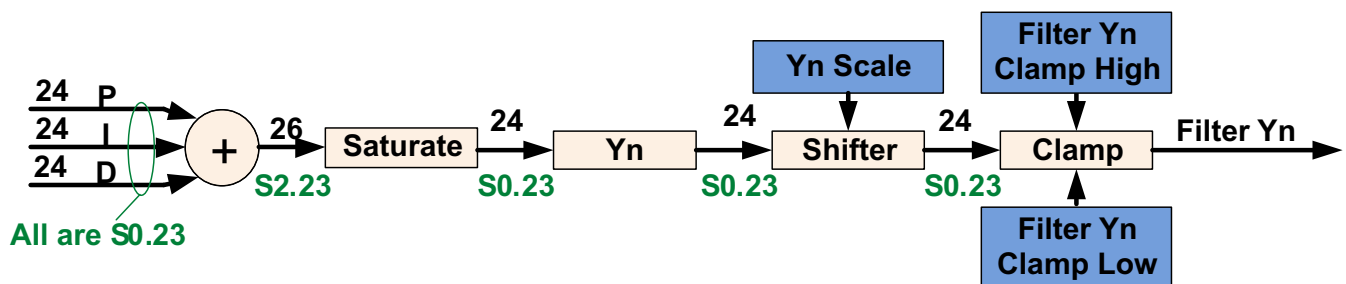 24 P
24 I
24 D
All are S0.23
+
26
S2.23
Saturate
24
S0.23
Yn
24
S0.23
Yn Scale
Shifter
24
S0.23
Filter Yn
Clamp High
Clamp
Filter Yn
Clamp Low
Filter Yn